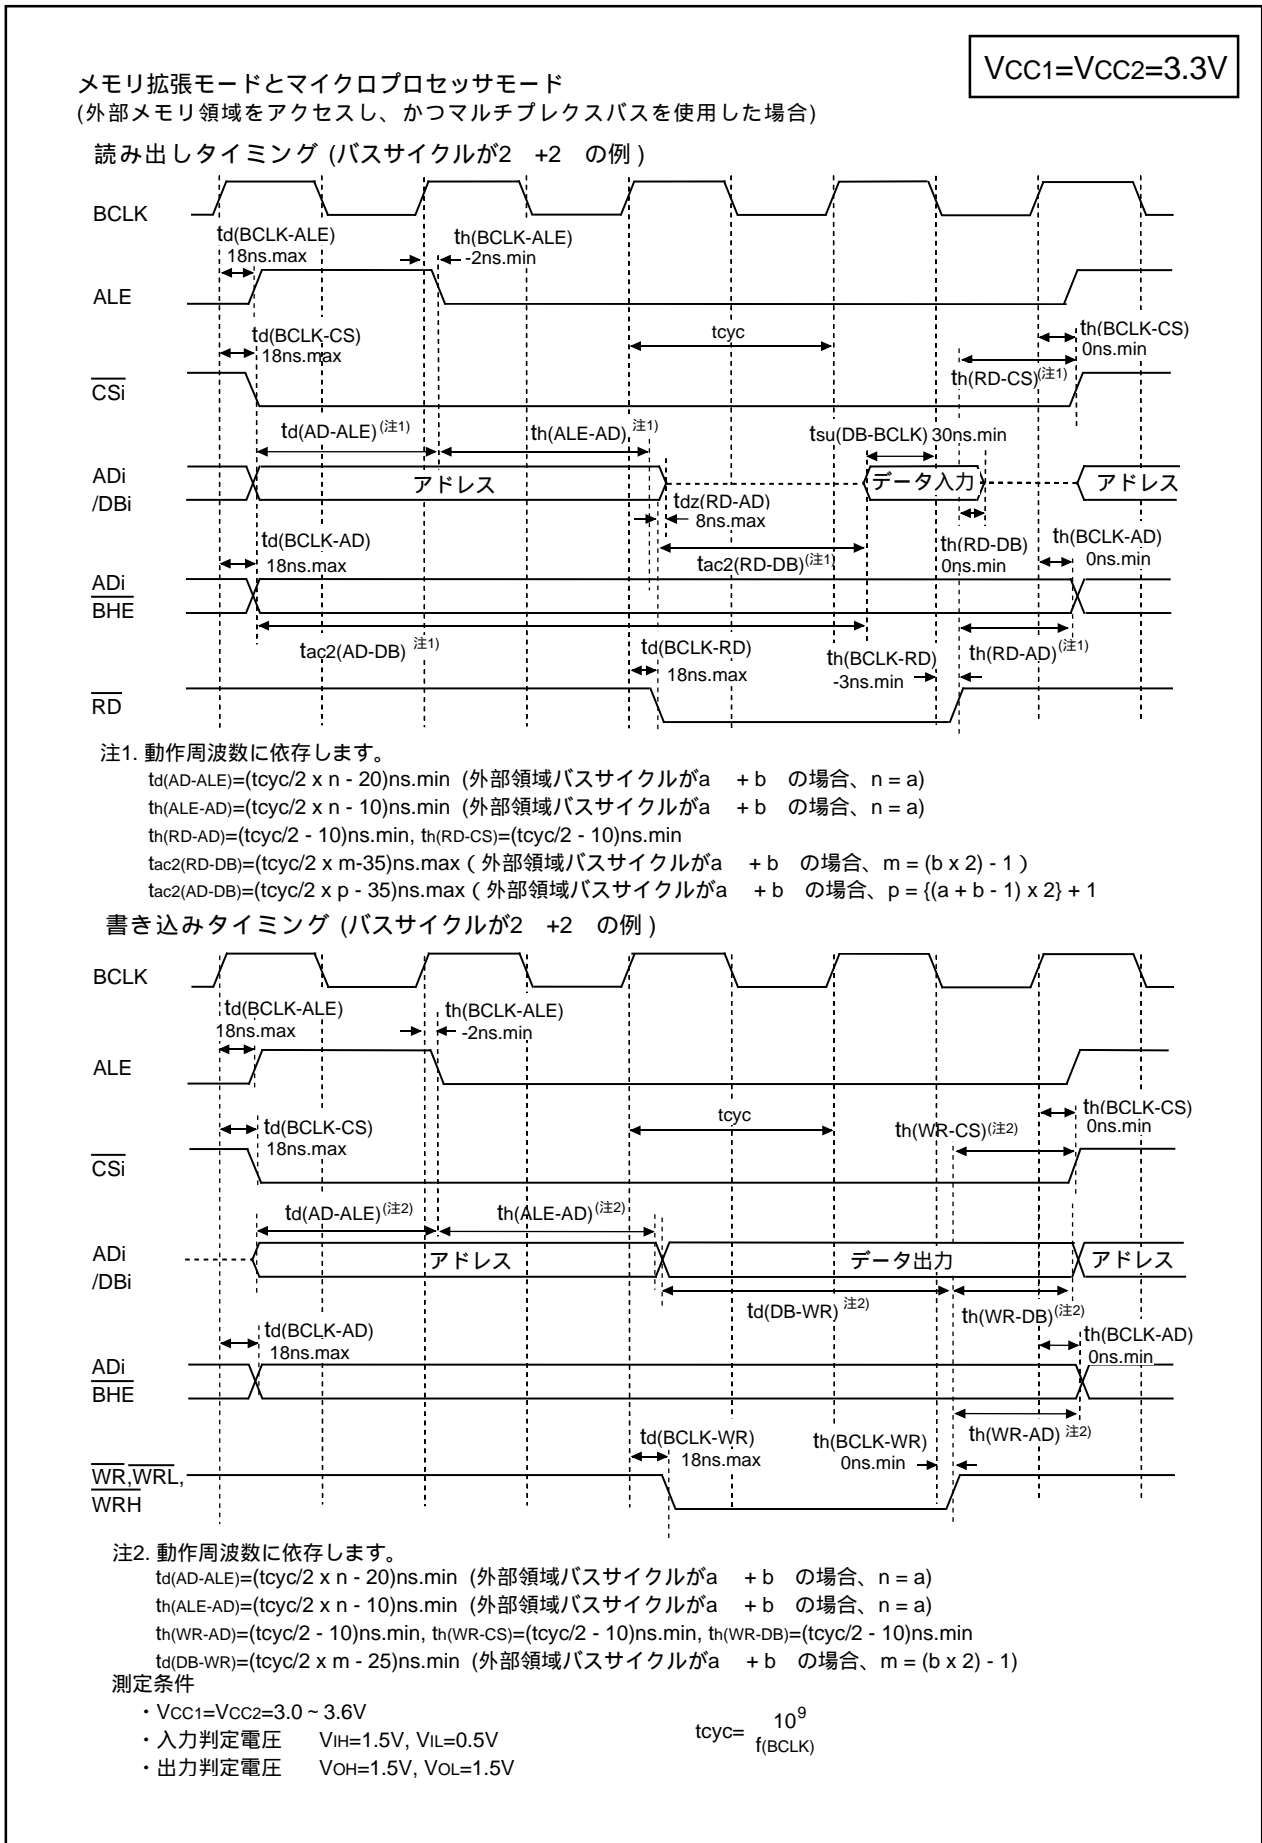 VCC1=VCC2=3.3V
メモリ拡張モードとマイクロプロセッサモード
(外部メモリ領域をアクセスし、かつマルチプレクスバスを使用した場合)
読み出しタイミング (バスサイクルが2 +2 の例)
BCLK
td(BCLK-ALE)
18ns.max
th(BCLK-ALE)
-2ns.min
ALE
td(BCLK-CS)
18ns.max
tcyc
th(BCLK-CS)
0ns.min
th(RD-CS)(注1)
CSi
td(AD-ALE)(注1)
th(ALE-AD) 注1)
tsu(DB-BCLK) 30ns.min
ADi
/DBi
アドレス
データ入力
アドレス
tdz(RD-AD)
8ns.max
td(BCLK-AD)
18ns.max
tac2(RD-DB)(注1)
th(RD-DB)
0ns.min
th(BCLK-AD)
0ns.min
ADi
BHE
tac2(AD-DB) 注1)
td(BCLK-RD)
18ns.max
th(BCLK-RD)
-3ns.min
th(RD-AD)(注1)
RD
注1. 動作周波数に依存します。
td(AD-ALE)=(tcyc/2 x n - 20)ns.min (外部領域バスサイクルがa + b の場合、n = a)
th(ALE-AD)=(tcyc/2 x n - 10)ns.min (外部領域バスサイクルがa + b の場合、n = a)
th(RD-AD)=(tcyc/2 - 10)ns.min, th(RD-CS)=(tcyc/2 - 10)ns.min
tac2(RD-DB)=(tcyc/2 x m-35)ns.max ( 外部領域バスサイクルがa + b の場合、m = (b x 2) - 1 )
tac2(AD-DB)=(tcyc/2 x p - 35)ns.max ( 外部領域バスサイクルがa + b の場合、p = {(a + b - 1) x 2} + 1
書き込みタイミング (バスサイクルが2 +2 の例)
BCLK
td(BCLK-ALE)
18ns.max
th(BCLK-ALE)
-2ns.min
ALE
td(BCLK-CS)
18ns.max
tcyc
th(WR-CS)(注2)
th(BCLK-CS)
0ns.min
CSi
td(AD-ALE)(注2)
th(ALE-AD)(注2)
ADi
/DBi
アドレス
データ出力
アドレス
td(DB-WR) 注2)
th(WR-DB)(注2)
td(BCLK-AD)
18ns.max
th(BCLK-AD)
0ns.min
ADi
BHE
td(BCLK-WR)
18ns.max
th(BCLK-WR)
0ns.min
th(WR-AD) 注2)
WR,WRL,
WRH
注2. 動作周波数に依存します。
td(AD-ALE)=(tcyc/2 x n - 20)ns.min (外部領域バスサイクルがa + b の場合、n = a)
th(ALE-AD)=(tcyc/2 x n - 10)ns.min (外部領域バスサイクルがa + b の場合、n = a)
th(WR-AD)=(tcyc/2 - 10)ns.min, th(WR-CS)=(tcyc/2 - 10)ns.min, th(WR-DB)=(tcyc/2 - 10)ns.min
td(DB-WR)=(tcyc/2 x m - 25)ns.min (外部領域バスサイクルがa + b の場合、m = (b x 2) - 1)
測定条件
・VCC1=VCC2=3.0 ~ 3.6V
・入力判定電圧 VIH=1.5V, VIL=0.5V
・出力判定電圧 VOH=1.5V, VOL=1.5V
tcyc= 10^9 / f(BCLK)